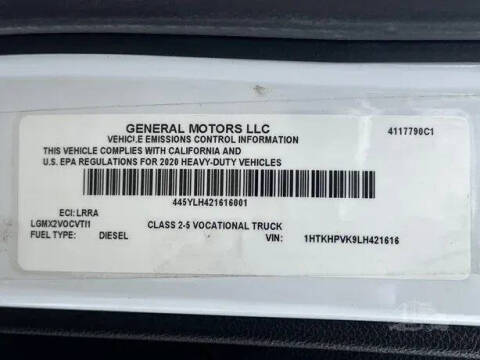 GENERAL MOTORS LLC
VEHICLE EMISSIONS CONTROL INFORMATION
4117790C1
THIS VEHICLE COMPLIES WITH CALIFORNIA AND
U.S. EPA REGULATIONS FOR 2020 HEAVY-DUTY VEHICLES
445YLH421616001
ECI: LRRA
LGMX2VOCVTI1 CLASS 2-5 VOCATIONAL TRUCK
FUEL TYPE: DIESEL VIN: 1HTKHPVK9LH421616